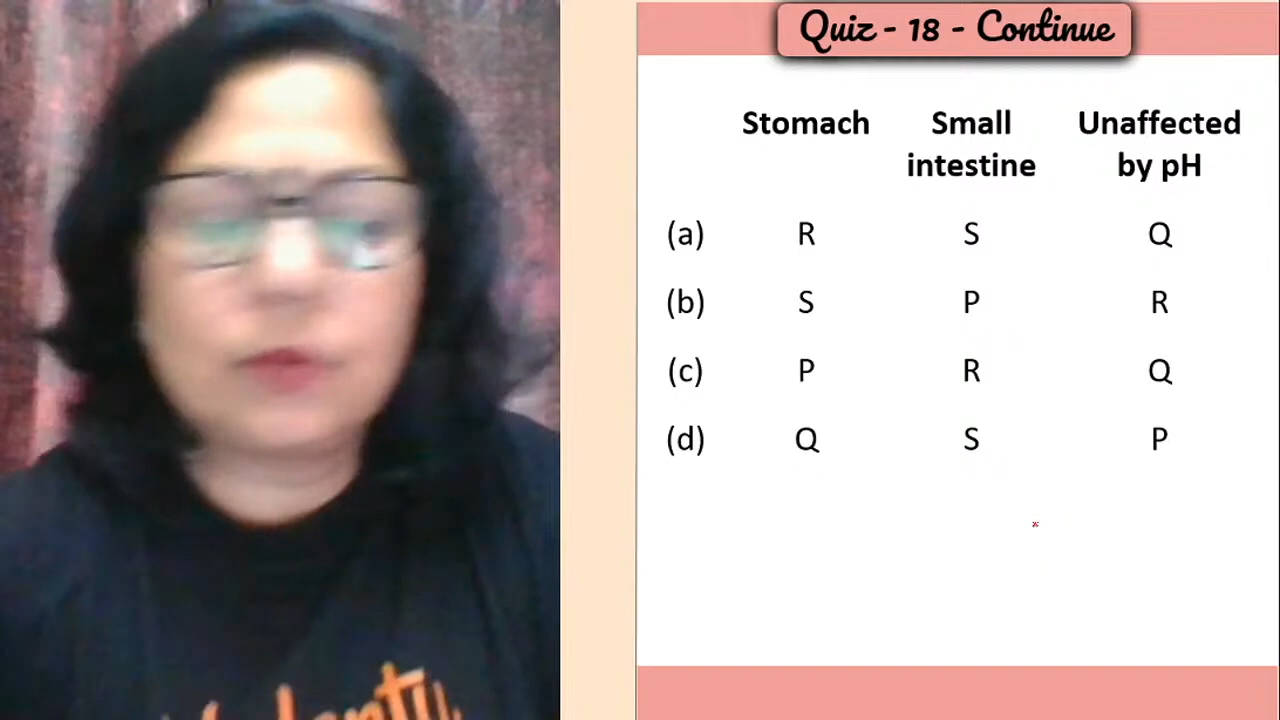 Quiz - 18 - Continue
Stomach Small intestine Unaffected by pH
(a) R S Q
(b) S P R
(c) P R Q
(d) Q S P